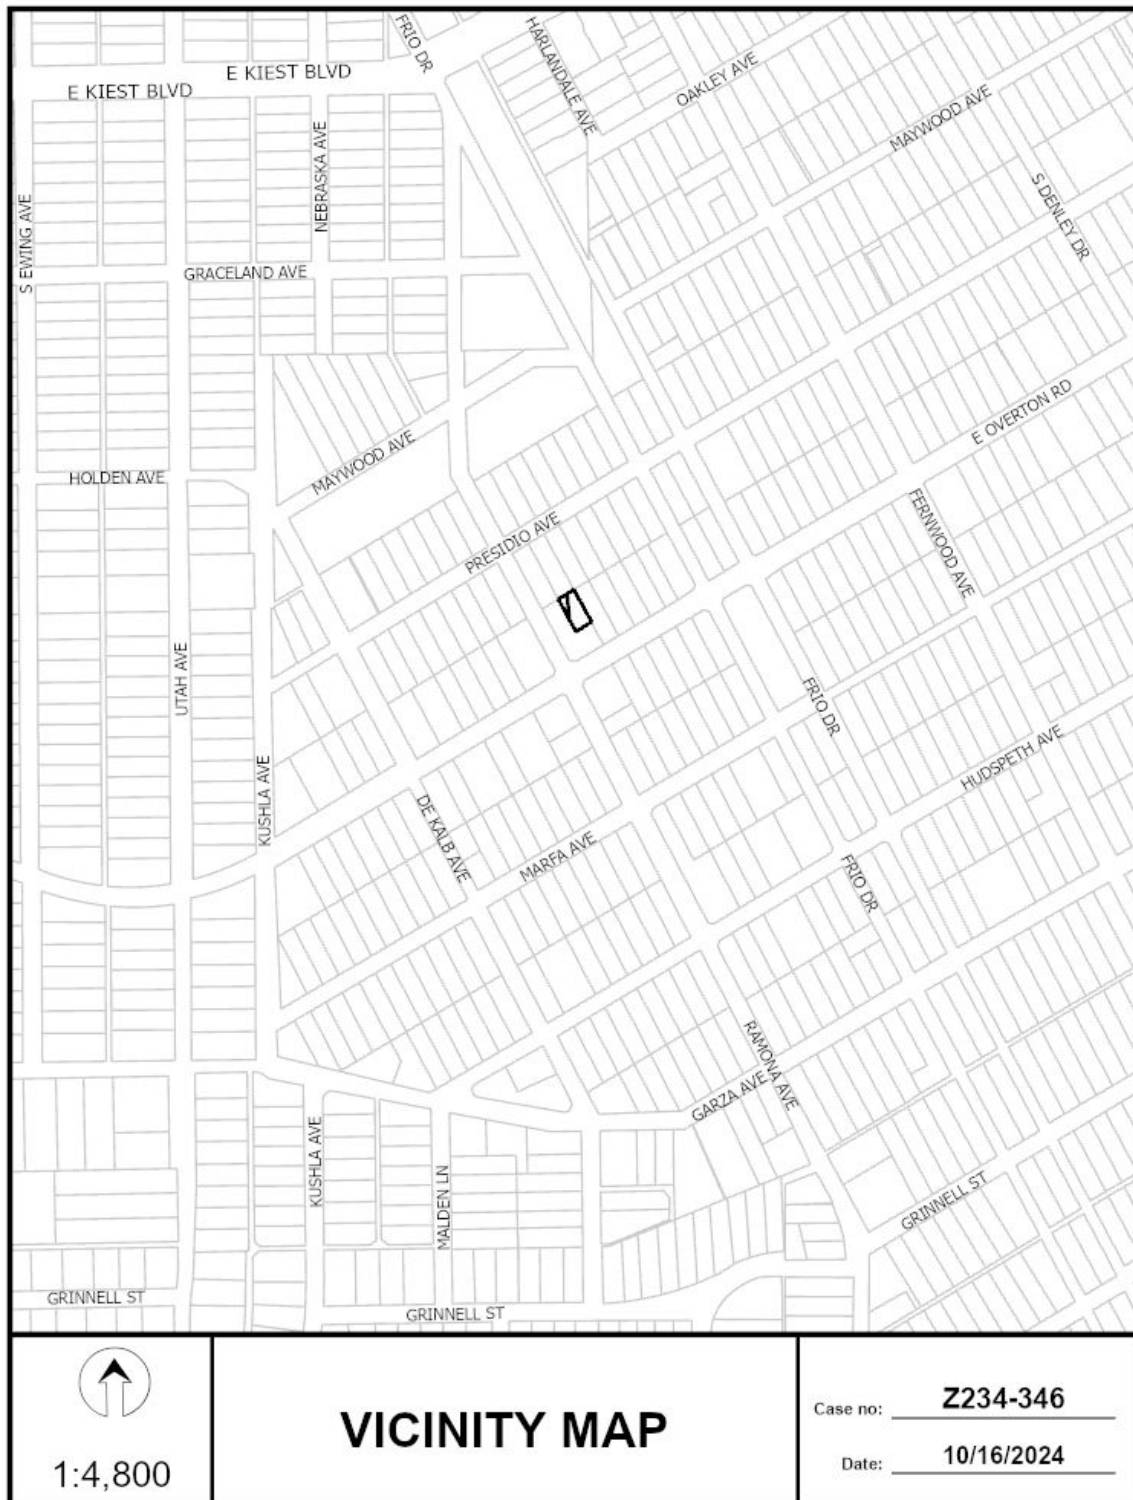 FRIO DR
HARLANDALE AVE
E KIEST BLVD
E KIEST BLVD
OAKLEY AVE
MAYWOOD AVE
NEBRASKA AVE
S EWING AVE
S DENLEY DR
GRACELAND AVE
E OVERTON RD
MAYWOOD AVE
HOLDEN AVE
PRESIDIO AVE
FERNWOOD AVE
UTAH AVE
FRIO DR
HUDSPETH AVE
KUSHLA AVE
DE KALB AVE
MARFA AVE
FRIO DR
RAMONA AVE
GARZA AVE
KUSHLA AVE
MALDEN LN
GRINNELL ST
GRINNELL ST
GRINNELL ST
1:4,800
VICINITY MAP
Case no: Z234-346
Date: 10/16/2024